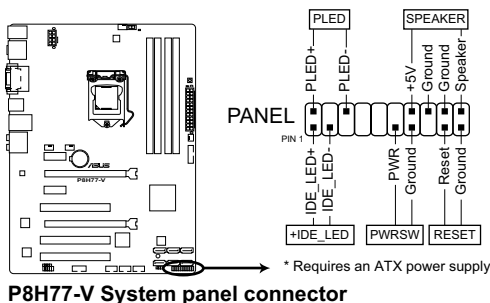 PLED
SPEAKER
PLED+
PLED-
+5V
Ground
Ground
Speaker
PANEL
PIN 1
IDE_LED+
IDE_LED-
PWR
Ground
Reset
Ground
+IDE_LED
PWRSW
RESET
* Requires an ATX power supply
ASUS
P8H77-V
P8H77-V System panel connector